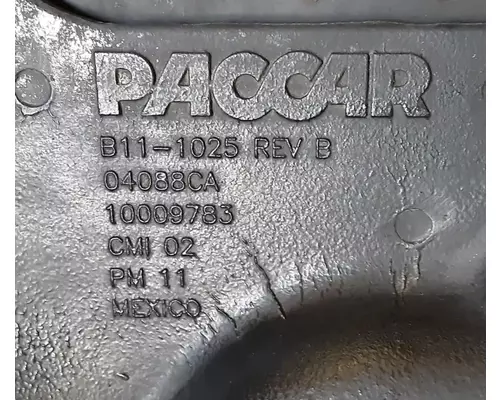 PACCAR
B11-1025 REV B
04088CA
10009783
CMI 02
PM 11
MEXICO